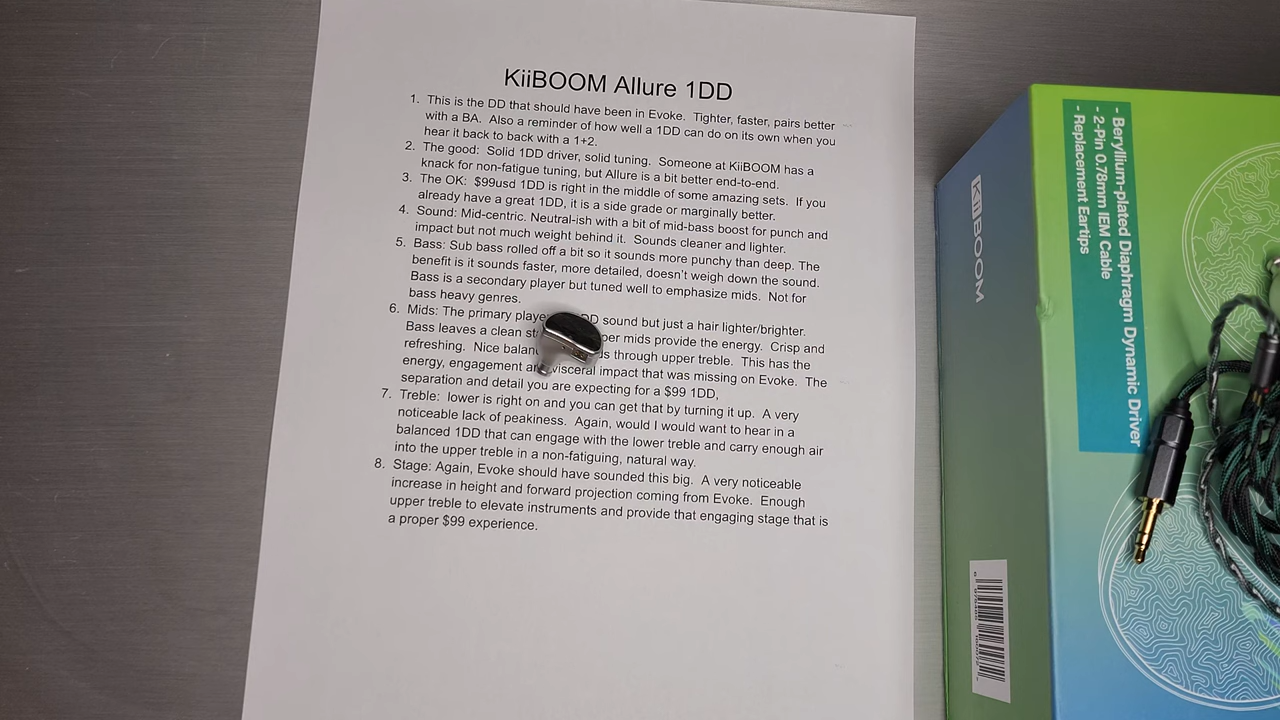 KiiBOOM Allure 1DD
1. This is the DD that should have been in Evoke. Tighter, faster, pairs better
with a BA. Also a reminder of how well a 1DD can do on its own when you
hear it back to back with a 1+2.
2. The good: Solid 1DD driver, solid tuning. Someone at KiiBOOM has a
knack for non-fatigue tuning, but Allure is a bit better end-to-end.
3. The OK: $99usd 1DD is right in the middle of some amazing sets. If you
already have a great 1DD, it is a side grade or marginally better.
4. Sound: Mid-centric. Neutral-ish with a bit of mid-bass boost for punch and
impact but not much weight behind it. Sounds cleaner and lighter.
5. Bass: Sub bass rolled off a bit so it sounds more punchy than deep. The
benefit is it sounds faster, more detailed, doesn't weigh down the sound.
Bass is a secondary player but tuned well to emphasize mids. Not for
bass heavy genres.
6. Mids: The primary DD sound but just a hair lighter/brighter.
Bass leaves a clean mids provide the energy. Crisp and
refreshing. Nice through upper treble. This has the
energy, engagement visceral impact that was missing on Evoke. The
separation and detail you are expecting for a $99 1DD,
7. Treble: lower is right on and you can get that by turning it up. A very
noticeable lack of peakiness. Again, would I would want to hear in a
balanced 1DD that can engage with the lower treble and carry enough air
into the upper treble in a non-fatiguing, natural way.
8. Stage: Again, Evoke should have sounded this big. A very noticeable
increase in height and forward projection coming from Evoke. Enough
upper treble to elevate instruments and provide that engaging stage that is
a proper $99 experience.
KiiBOOM
- Beryllium-plated Diaphragm Dynamic Driver
- 2-Pin 0.78mm IEM Cable
- Replacement Eartips